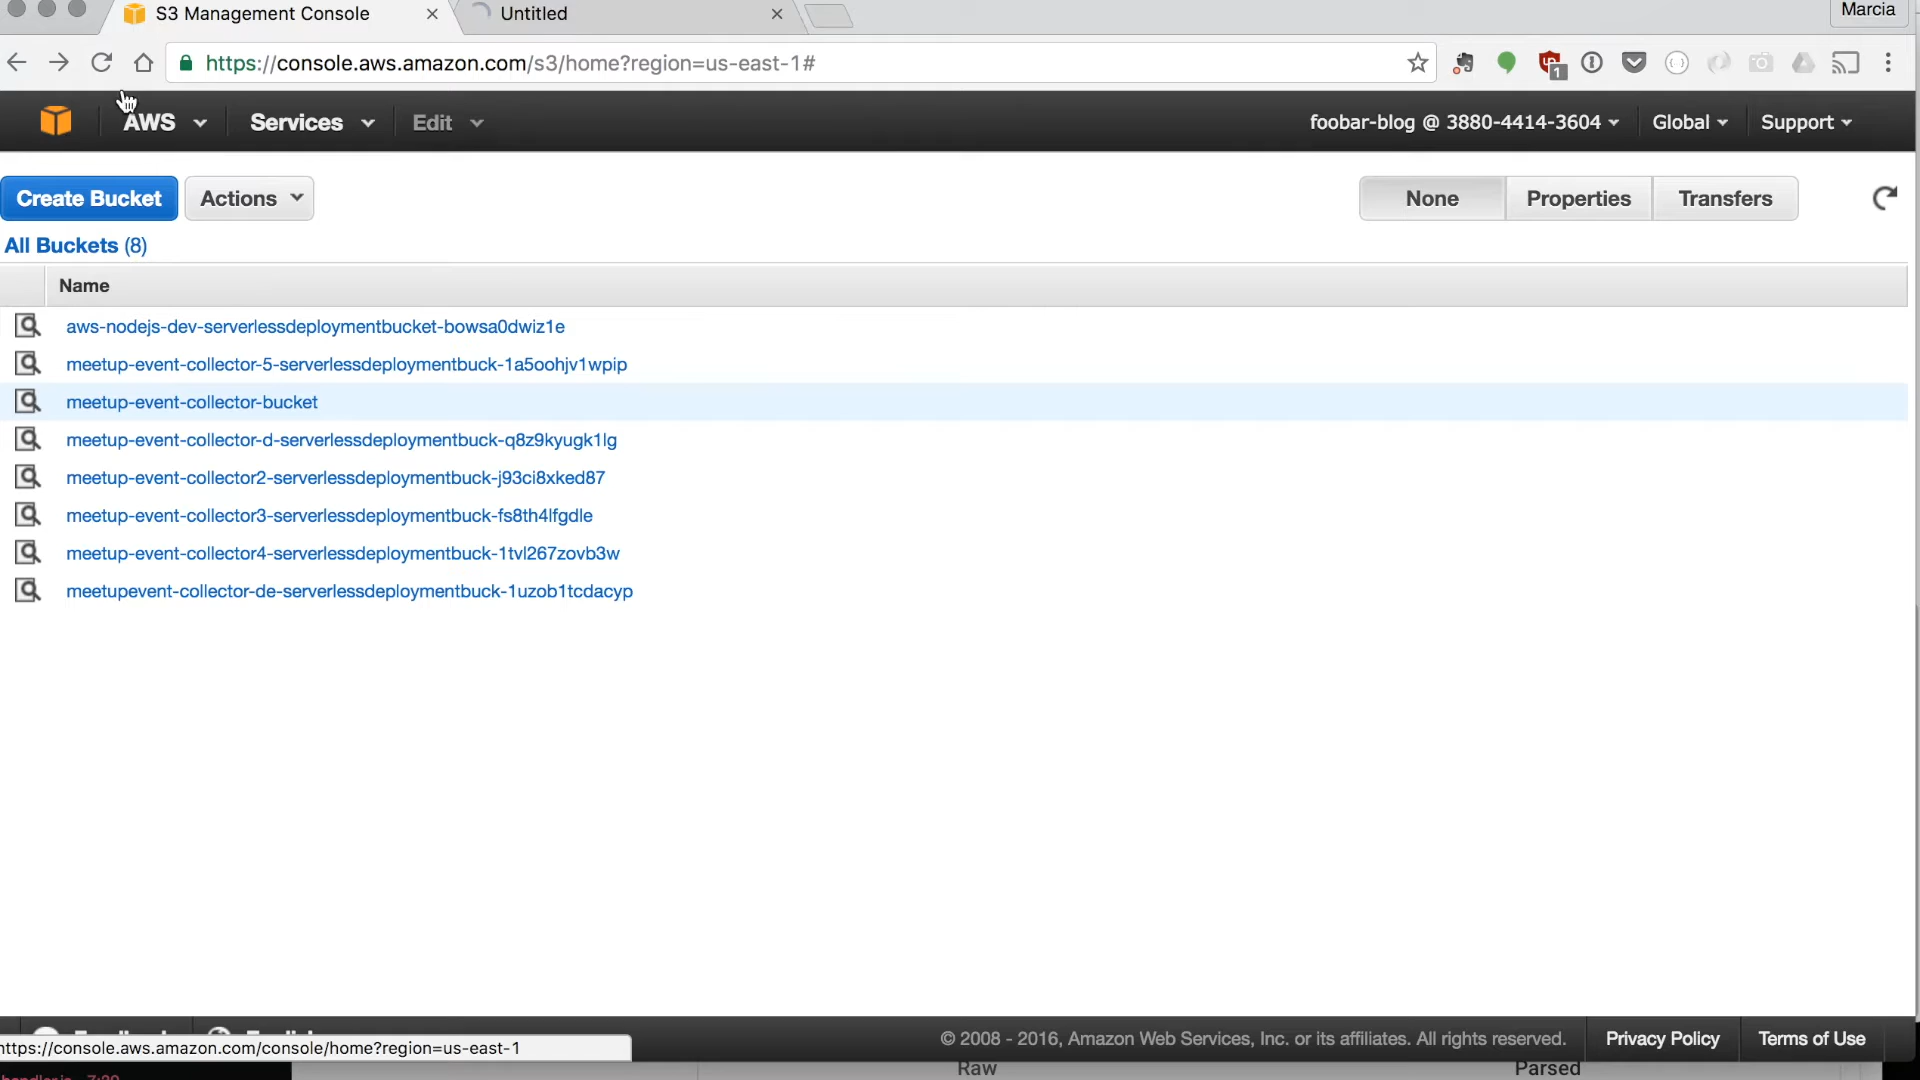 S3 Management Console
Untitled
Marcia
https://console.aws.amazon.com/s3/home?region=us-east-1#
1
AWS
Services
Edit
foobar-blog @ 3880-4414-3604
Global
Support
Create Bucket
Actions
None
Properties
Transfers
All Buckets (8)
Name
aws-nodejs-dev-serverlessdeploymentbucket-bowsa0dwiz1e
meetup-event-collector-5-serverlessdeploymentbuck-1a5oohjv1wpip
meetup-event-collector-bucket
meetup-event-collector-d-serverlessdeploymentbuck-q8z9kyugk1lg
meetup-event-collector2-serverlessdeploymentbuck-j93ci8xked87
meetup-event-collector3-serverlessdeploymentbuck-fs8th4lfgdle
meetup-event-collector4-serverlessdeploymentbuck-1tvl267zovb3w
meetupevent-collector-de-serverlessdeploymentbuck-1uzob1tcdacyp
© 2008 - 2016, Amazon Web Services, Inc. or its affiliates. All rights reserved.
Privacy Policy
Terms of Use
https://console.aws.amazon.com/console/home?region=us-east-1
Raw
Parsed